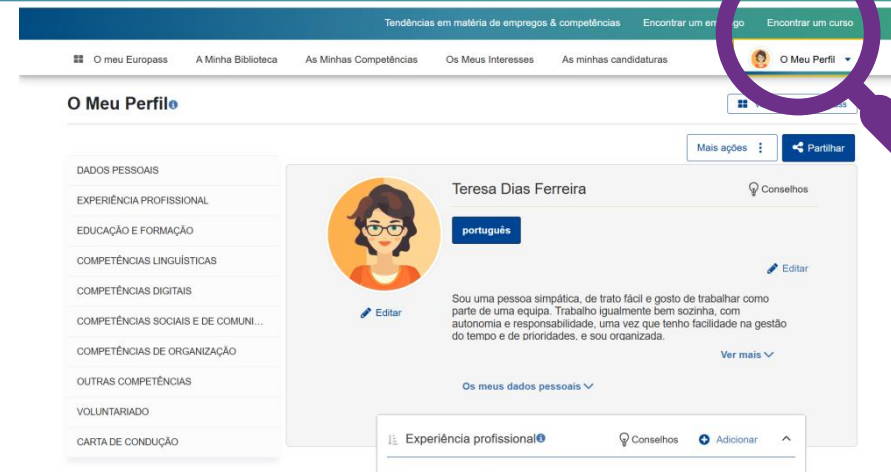 Tendências em matéria de empregos & competências Encontrar um emprego Encontrar um curso
O meu Europass A Minha Biblioteca As Minhas Competências Os Meus Interesses As minhas candidaturas O Meu Perfil
O Meu Perfil
Mais ações Partilhar
DADOS PESSOAIS
EXPERIÊNCIA PROFISSIONAL
EDUCAÇÃO E FORMAÇÃO
COMPETÊNCIAS LINGUÍSTICAS
COMPETÊNCIAS DIGITAIS
COMPETÊNCIAS SOCIAIS E DE COMUNI...
COMPETÊNCIAS DE ORGANIZAÇÃO
OUTRAS COMPETÊNCIAS
VOLUNTARIADO
CARTA DE CONDUÇÃO
Editar
Teresa Dias Ferreira Conselhos
português
Editar
Sou uma pessoa simpática, de trato fácil e gosto de trabalhar como
parte de uma equipa. Trabalho igualmente bem sozinha, com
autonomia e responsabilidade, uma vez que tenho facilidade na gestão
do tempo e de prioridades, e sou organizada.
Ver mais
Os meus dados pessoais
Experiência profissional Conselhos Adicionar